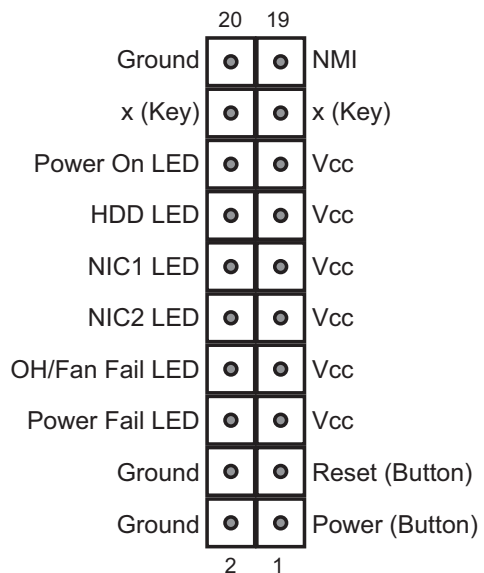 20 19
Ground NMI
x (Key) x (Key)
Power On LED Vcc
HDD LED Vcc
NIC1 LED Vcc
NIC2 LED Vcc
OH/Fan Fail LED Vcc
Power Fail LED Vcc
Ground Reset (Button)
Ground Power (Button)
2 1